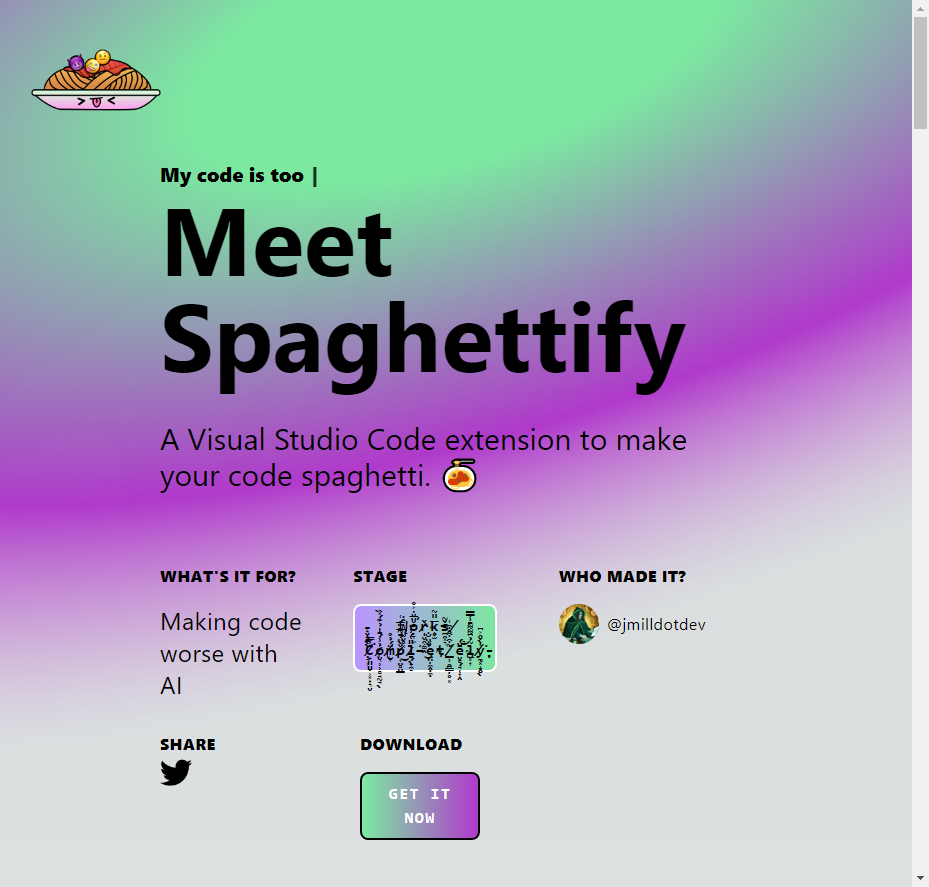 My code is too |
Meet
Spaghettify
A Visual Studio Code extension to make
your code spaghetti.
WHAT'S IT FOR?
STAGE
WHO MADE IT?
Making code
worse with
AI
@jmilldotdev
SHARE
DOWNLOAD
GET IT
NOW